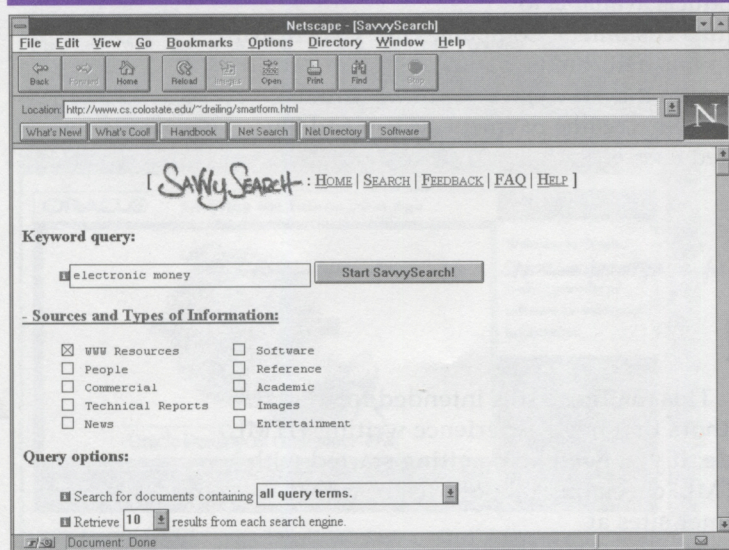 Netscape - [SavvySearch]
File Edit View Go Bookmarks Options Directory Window Help
Back Forward Home Reload Images Open Print Find Stop
Location: http://www.cs.colostate.edu/~dreiling/smartform.html
What's New! What's Cool! Handbook Net Search Net Directory Software
N
[ SavvySearch : HOME | SEARCH | FEEDBACK | FAQ | HELP ]
Keyword query:
electronic money Start SavvySearch!
- Sources and Types of Information:
WWW Resources Software
People Reference
Commercial Academic
Technical Reports Images
News Entertainment
Query options:
Search for documents containing all query terms.
Retrieve 10 results from each search engine.
Document: Done